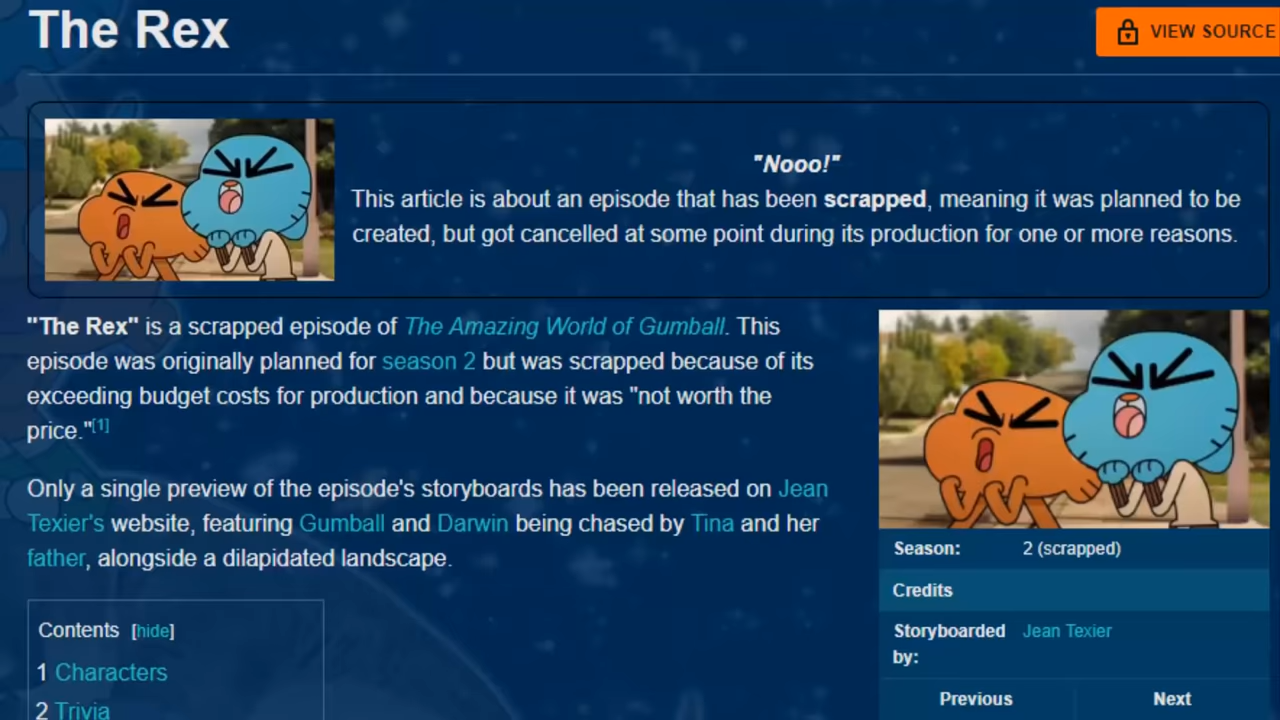 The Rex
VIEW SOURCE
"Nooo!"
This article is about an episode that has been scrapped, meaning it was planned to be
created, but got cancelled at some point during its production for one or more reasons.
"The Rex" is a scrapped episode of The Amazing World of Gumball. This
episode was originally planned for season 2 but was scrapped because of its
exceeding budget costs for production and because it was "not worth the
price."[1]
Only a single preview of the episode's storyboards has been released on Jean
Texier's website, featuring Gumball and Darwin being chased by Tina and her
father, alongside a dilapidated landscape.
Contents [hide]
1 Characters
2 Trivia
Season: 2 (scrapped)
Credits
Storyboarded Jean Texier
by:
Previous Next